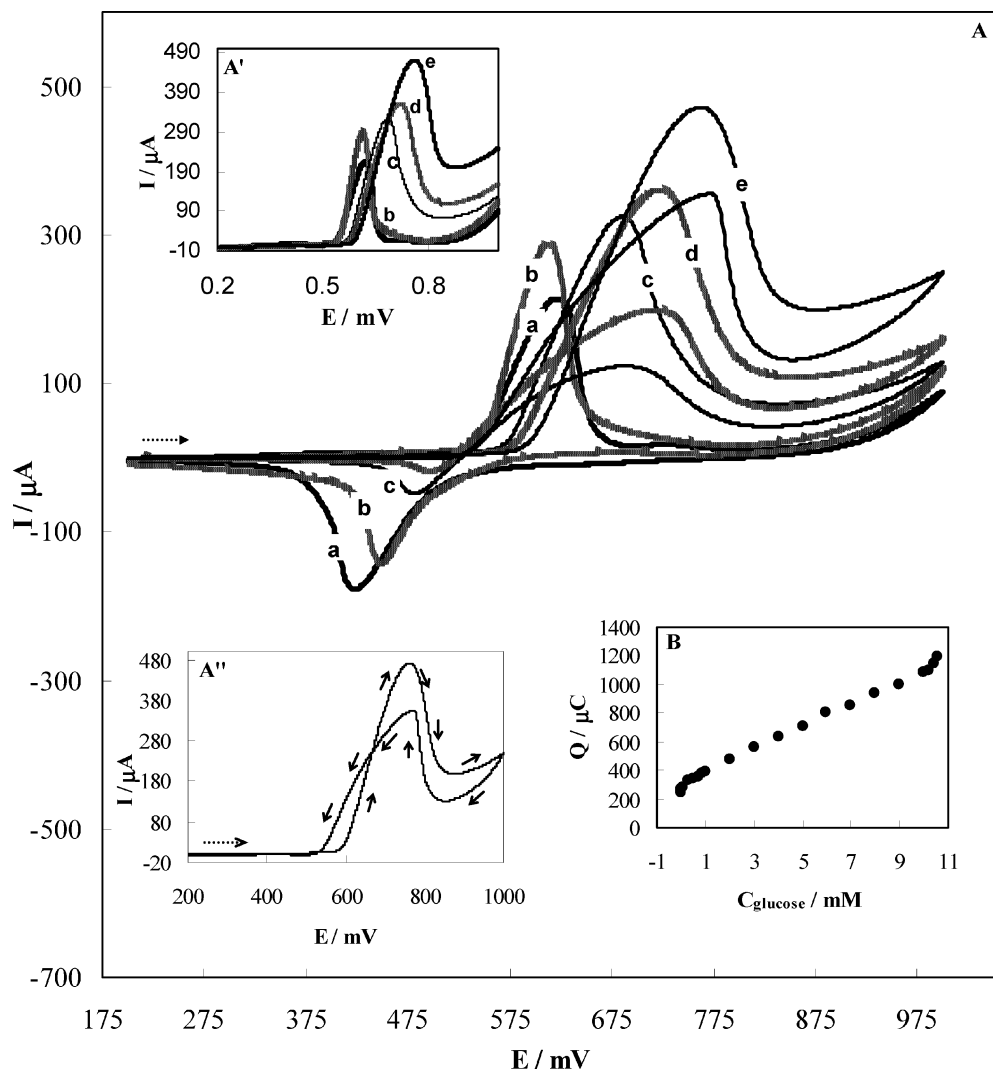 A
500
300
100
-100
-300
-500
-700
I / µA
175 275 375 475 575 675 775 875 975
E / mV
a
b
c
d
e
c
b
a
A'
490
390
290
190
90
-10
I / µA
0.2 0.5 0.8
E / mV
e
d
c
b
A"
480
380
280
180
80
-20
I / µA
200 400 600 800 1000
E / mV
B
1400
1200
1000
800
600
400
200
0
Q / µC
-1 1 3 5 7 9 11
Cglucose / mM